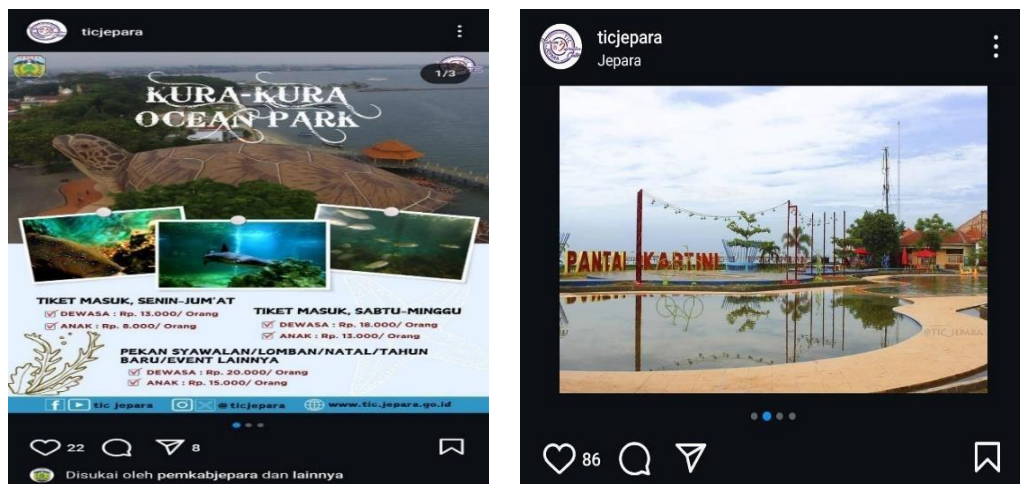 ticjepara
1/3
KURA-KURA
OCEAN PARK
TIKET MASUK, SENIN-JUM'AT
DEWASA : Rp. 13.000/ Orang
ANAK : Rp. 8.000/ Orang
TIKET MASUK, SABTU-MINGGU
DEWASA : Rp. 18.000/ Orang
ANAK : Rp. 13.000/ Orang
PEKAN SYAWALAN/LOMBAN/NATAL/TAHUN
BARU/EVENT LAINNYA
DEWASA : Rp. 20.000/ Orang
ANAK : Rp. 15.000/ Orang
tic jepara @ticjepara www.tic.jepara.go.id
22 8
Disukai oleh pemkabjepara dan lainnya
ticjepara
Jepara
PANTAI KARTINI
@TIC_JEPARA
86